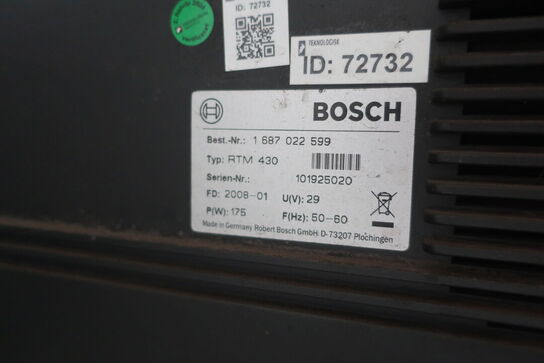 ID: 72732
TEKNOLOGISK
ID: 72732
BOSCH
Best.-Nr.: 1 687 022 599
Typ: RTM 430
Serien-Nr.: 101925020
FD: 2008-01 U(V): 29
P(W): 175 F(Hz): 50-60
Made in Germany Robert Bosch GmbH. D-73207 Plochingen